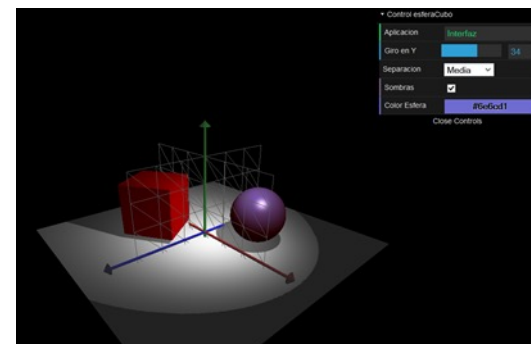 Control esferaCubo
Aplicacion Interfaz
Giro en Y 34
Separacion Media
Sombras
Color Esfera #6e6cd1
Close Controls